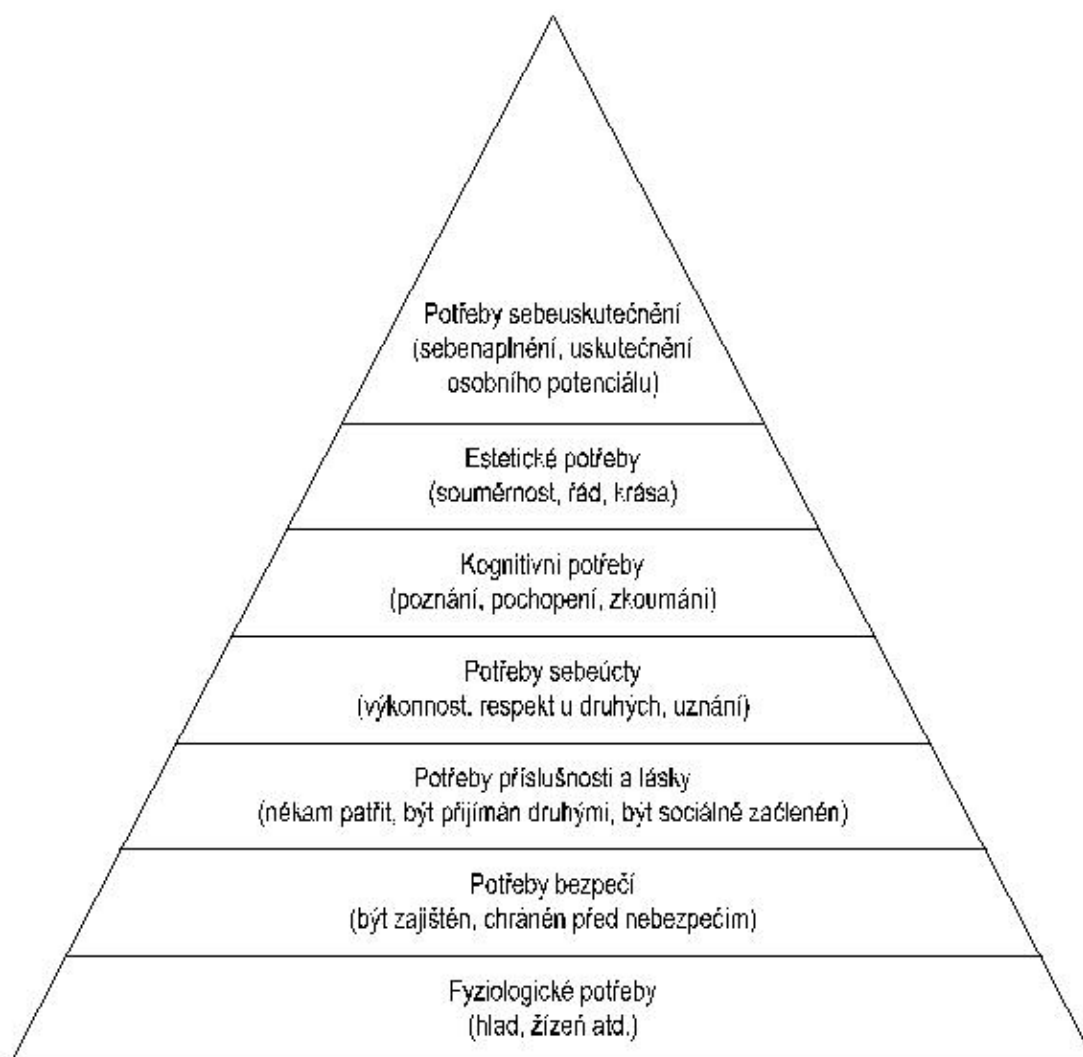 Potřeby sebeuskutečnění
(sebenaplnění, uskutečnění
osobního potenciálu)
Estetické potřeby
(souměrnost, řád, krása)
Kognitivní potřeby
(poznání, pochopení, zkoumání)
Potřeby sebeúcty
(výkonnost. respekt u druhých, uznání)
Potřeby příslušnosti a lásky
(někam patřit, být přijímán druhými, být sociálně začleněn)
Potřeby bezpečí
(být zajištěn, chráněn před nebezpečím)
Fyziologické potřeby
(hlad, žízeň atd.)